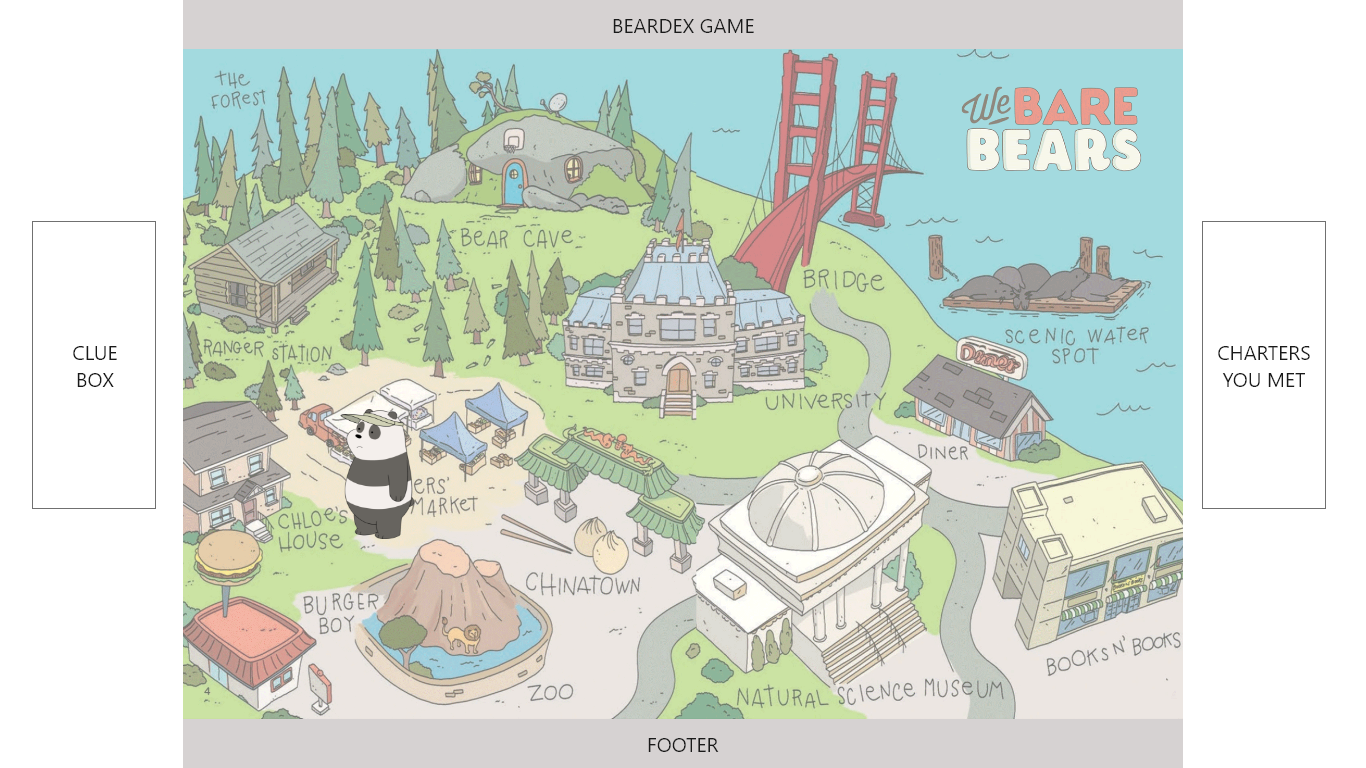 BEARDEX GAME
THE
FOREST
We BARE
BEARS
BEAR CAVE
BRIDGE
RANGER STATION
SCENIC WATER
SPOT
CLUE
BOX
CHARTERS
YOU MET
Diner
UNIVERSITY
DINER
ERS'
MARKET
CHLOE'S
HOUSE
CHINATOWN
BURGER
BOY
BOOKS N' BOOKS
ZOO
NATURAL SCIENCE MUSEUM
4
FOOTER